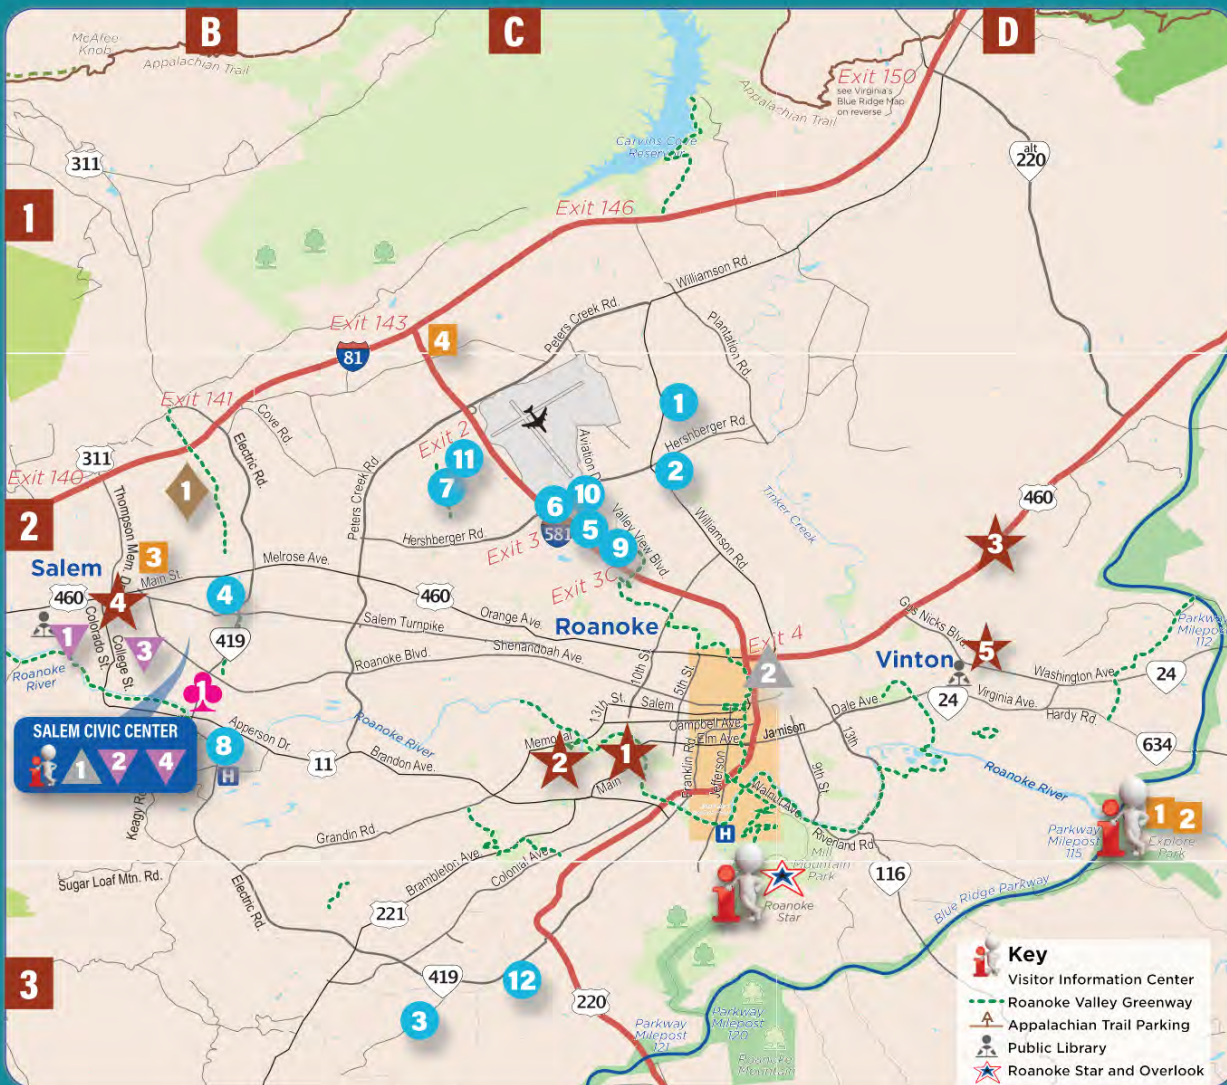 B
C
D
McAfee
Knob
Appalachian Trail
Exit 150
see Virginia's
Blue Ridge Map
on reverse
Appalachian Trail
Carvins Cove
Reservoir
311
alt
220
1
Exit 146
Williamson Rd.
Peters Creek Rd.
Plantation Rd.
Exit 143
4
81
Exit 141
Cove Rd.
1
Hershberger Rd.
Electric Rd.
Exit 2
Aviation D
311
11
2
Exit 140
1
7
10
460
Thompson Mem. D
Peters Creek Rd
6
Tinker Creek
2
5
Valley View Blvd.
Williamson Rd.
Hershberger Rd.
581
9
3
Exit 3
3
Melrose Ave.
Main St.
Salem
Exit 3C
460
4
4
460
Orange Ave.
Gus Nicks Blvd.
Parkway
Milepost
112
Salem Turnpike
Roanoke
Exit 4
1
Colorado St.
College St.
3
419
Shenandoah Ave.
Roanoke Blvd.
10th St.
5th St.
2
Vinton
5
Washington Ave.
24
Roanoke
River
1
13th St.
Salem
Dale Ave.
24
Virginia Ave.
Hardy Rd.
SALEM CIVIC CENTER
1
2
4
Apperson Dr.
8
H
Roanoke River
11
Brandon Ave.
Memorial
2
1
Campbell Ave.
Elm Ave.
Jamison
13th
634
Main
Franklin Rd.
Jefferson
9th St.
Walnut Ave.
Roanoke River
Keagy Rd
Grandin Rd.
H
Riverland Rd.
Parkway
Milepost
115
1
2
Explore
Park
Mill
Mountain
Park
Brambleton Ave.
Colonial Ave.
Sugar Loaf Mtn. Rd.
Electric Rd.
116
221
Roanoke
Star
Blue Ridge Parkway
3
419
12
3
220
Parkway
Milepost
121
Parkway
Milepost
120
Roanoke
Mountain
Key
Visitor Information Center
Roanoke Valley Greenway
Appalachian Trail Parking
Public Library
Roanoke Star and Overlook